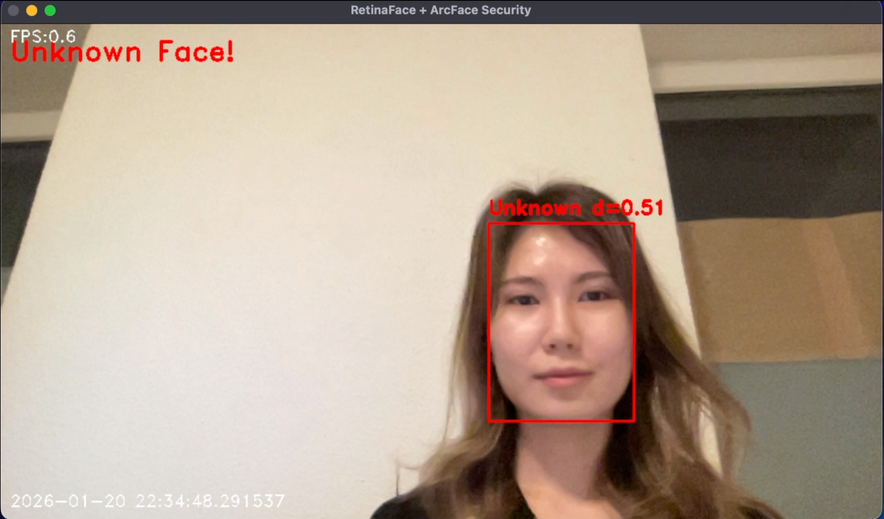 RetinaFace + ArcFace Security
FPS:0.6
Unknown Face!
Unknown d=0.51
2026-01-20 22:34:48.291537